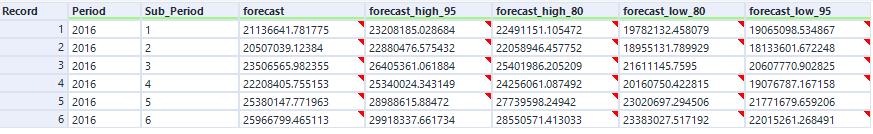 Record Period Sub_Period forecast forecast_high_95 forecast_high_80 forecast_low_80 forecast_low_95
1 2016 1 21136641.781775 23208185.028684 22491151.105472 19782132.458079 19065098.534867
2 2016 2 20507039.12384 22880476.575432 22058946.457752 18955131.789929 18133601.672248
3 2016 3 23506565.982355 26405361.061884 25401986.205209 21611145.7595 20607770.902825
4 2016 4 22208405.755153 25340024.343149 24256061.087492 20160750.422815 19076787.167158
5 2016 5 25380147.771963 28988615.88472 27739598.24942 23020697.294506 21771679.659206
6 2016 6 25966799.465113 29918337.661734 28550571.413033 23383027.517192 22015261.268491